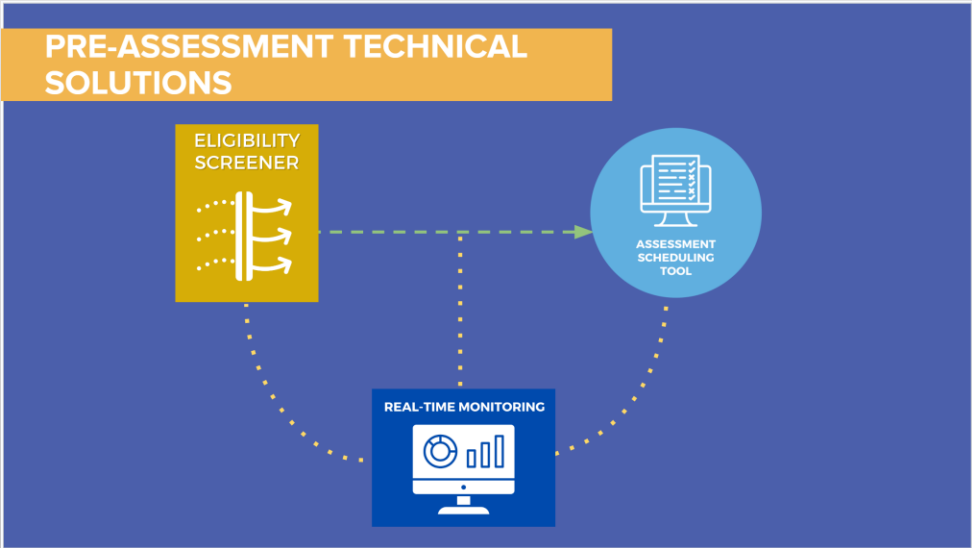 PRE-ASSESSMENT TECHNICAL
SOLUTIONS
ELIGIBILITY
SCREENER
ASSESSMENT
SCHEDULING
TOOL
REAL-TIME MONITORING